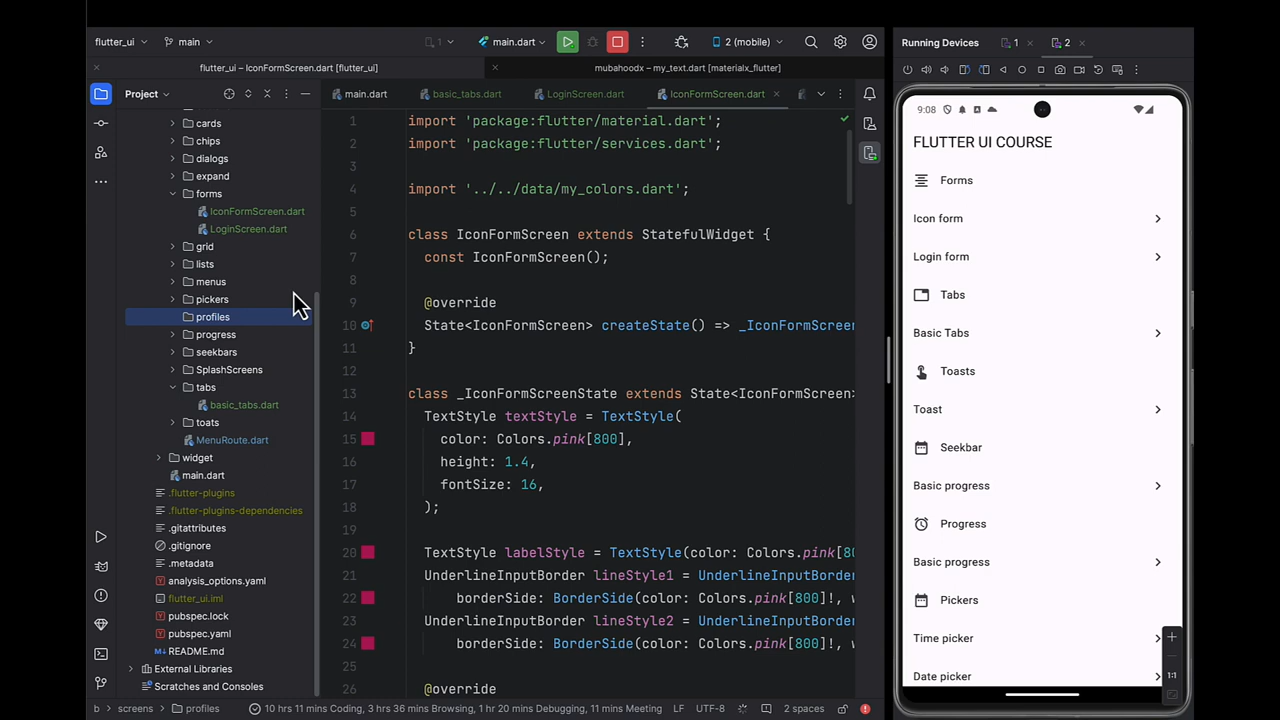 flutter_ui
main
1
main.dart
2 (mobile)
Running Devices
1
2
flutter_ui – IconFormScreen.dart [flutter_ui]
mubahoodx – my_text.dart [materialx_flutter]
Project
main.dart
basic_tabs.dart
LoginScreen.dart
IconFormScreen.dart
cards
chips
dialogs
expand
forms
IconFormScreen.dart
LoginScreen.dart
grid
lists
menus
pickers
profiles
progress
seekbars
SplashScreens
tabs
basic_tabs.dart
toats
MenuRoute.dart
widget
main.dart
.flutter-plugins
.flutter-plugins-dependencies
.gitattributes
.gitignore
.metadata
analysis_options.yaml
flutter_ui.iml
pubspec.lock
pubspec.yaml
README.md
External Libraries
Scratches and Consoles
1 import 'package:flutter/material.dart';
2 import 'package:flutter/services.dart';
3
4 import '../../data/my_colors.dart';
5
6 class IconFormScreen extends StatefulWidget {
7 const IconFormScreen();
8
9 @override
10 State<IconFormScreen> createState() => _IconFormScreen
11 }
12
13 class _IconFormScreenState extends State<IconFormScreen>
14 TextStyle textStyle = TextStyle(
15 color: Colors.pink[800],
16 height: 1.4,
17 fontSize: 16,
18 );
19
20 TextStyle labelStyle = TextStyle(color: Colors.pink[80
21 UnderlineInputBorder lineStyle1 = UnderlineInputBorder
22 borderSide: BorderSide(color: Colors.pink[800]!, w
23 UnderlineInputBorder lineStyle2 = UnderlineInputBorder
24 borderSide: BorderSide(color: Colors.pink[800]!, w
25
26 @override
9:08
FLUTTER UI COURSE
Forms
Icon form
Login form
Tabs
Basic Tabs
Toasts
Toast
Seekbar
Basic progress
Progress
Basic progress
Pickers
Time picker
Date picker
1:1
b
screens
profiles
10 hrs 11 mins Coding, 3 hrs 36 mins Browsing, 1 hr 20 mins Debugging, 11 mins Meeting
LF
UTF-8
2 spaces